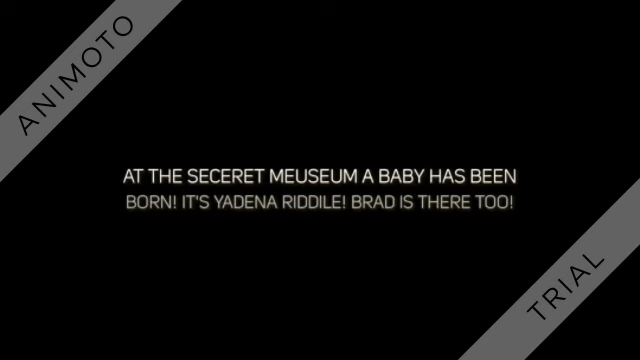 ANIMOTO
AT THE SECERET MEUSEUM A BABY HAS BEEN
BORN! IT'S YADENA RIDDILE! BRAD IS THERE TOO!
TRIAL